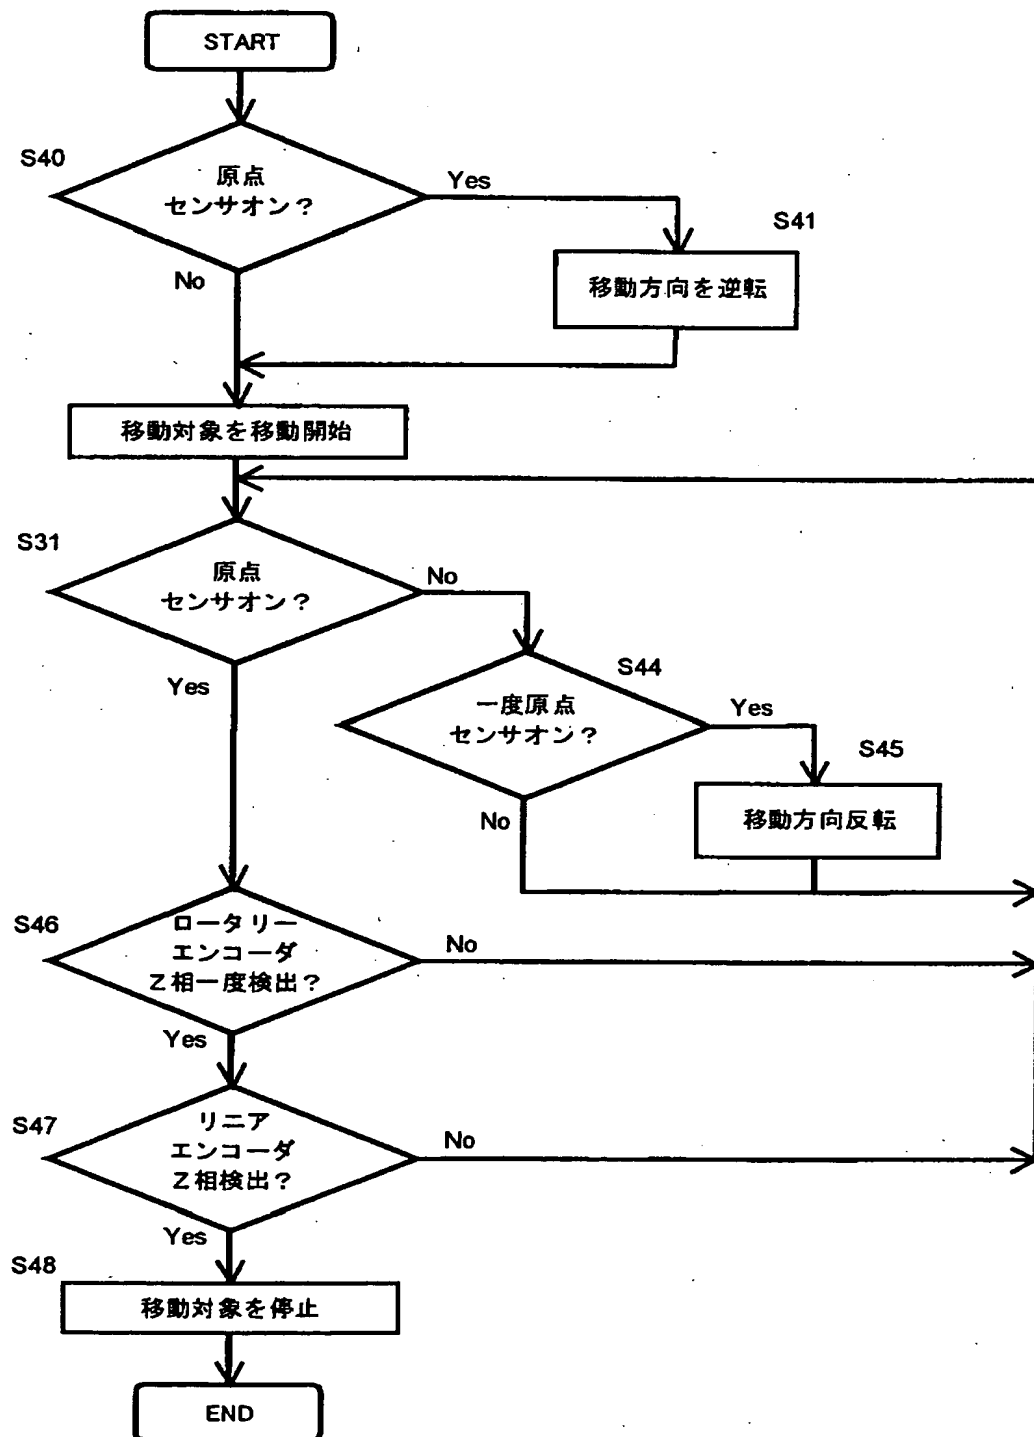 START
S40
原点
センサオン？
Yes
No
S41
移動方向を逆転
移動対象を移動開始
S31
原点
センサオン？
No
Yes
S44
一度原点
センサオン？
Yes
No
S45
移動方向反転
S46
ロータリー
エンコーダ
Z相一度検出？
No
Yes
S47
リニア
エンコーダ
Z相検出？
No
Yes
S48
移動対象を停止
END